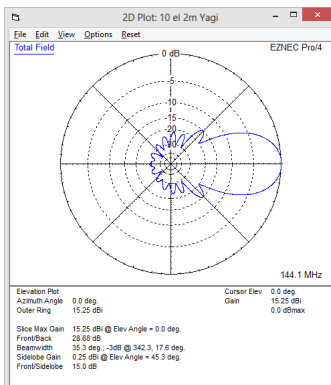 2D Plot: 10 el 2m Yagi
File Edit View Options Reset
Total Field
EZNEC Pro/4
0 dB
-5
-10
-15
-20
-30
144.1 MHz
Elevation Plot
Cursor Elev 0.0 deg.
Azimuth Angle 0.0 deg.
Gain 15.25 dBi
Outer Ring 15.25 dBi
0.0 dBmax
Slice Max Gain 15.25 dBi @ Elev Angle = 0.0 deg.
Front/Back 28.68 dB
Beamwidth 35.3 deg.; -3dB @ 342.3, 17.6 deg.
Sidelobe Gain 0.25 dBi @ Elev Angle = 45.3 deg.
Front/Sidelobe 15.0 dB